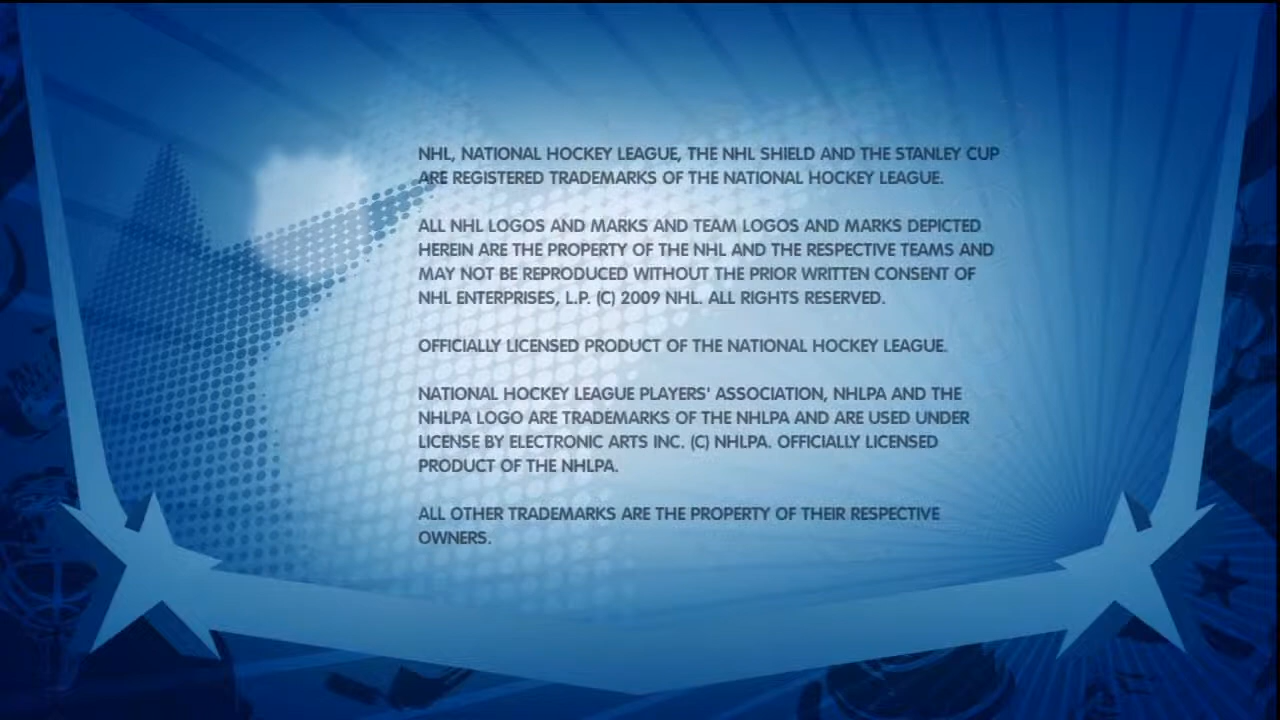 NHL, NATIONAL HOCKEY LEAGUE, THE NHL SHIELD AND THE STANLEY CUP
ARE REGISTERED TRADEMARKS OF THE NATIONAL HOCKEY LEAGUE.
ALL NHL LOGOS AND MARKS AND TEAM LOGOS AND MARKS DEPICTED
HEREIN ARE THE PROPERTY OF THE NHL AND THE RESPECTIVE TEAMS AND
MAY NOT BE REPRODUCED WITHOUT THE PRIOR WRITTEN CONSENT OF
NHL ENTERPRISES, L.P. (C) 2009 NHL. ALL RIGHTS RESERVED.
OFFICIALLY LICENSED PRODUCT OF THE NATIONAL HOCKEY LEAGUE.
NATIONAL HOCKEY LEAGUE PLAYERS' ASSOCIATION, NHLPA AND THE
NHLPA LOGO ARE TRADEMARKS OF THE NHLPA AND ARE USED UNDER
LICENSE BY ELECTRONIC ARTS INC. (C) NHLPA. OFFICIALLY LICENSED
PRODUCT OF THE NHLPA.
ALL OTHER TRADEMARKS ARE THE PROPERTY OF THEIR RESPECTIVE
OWNERS.